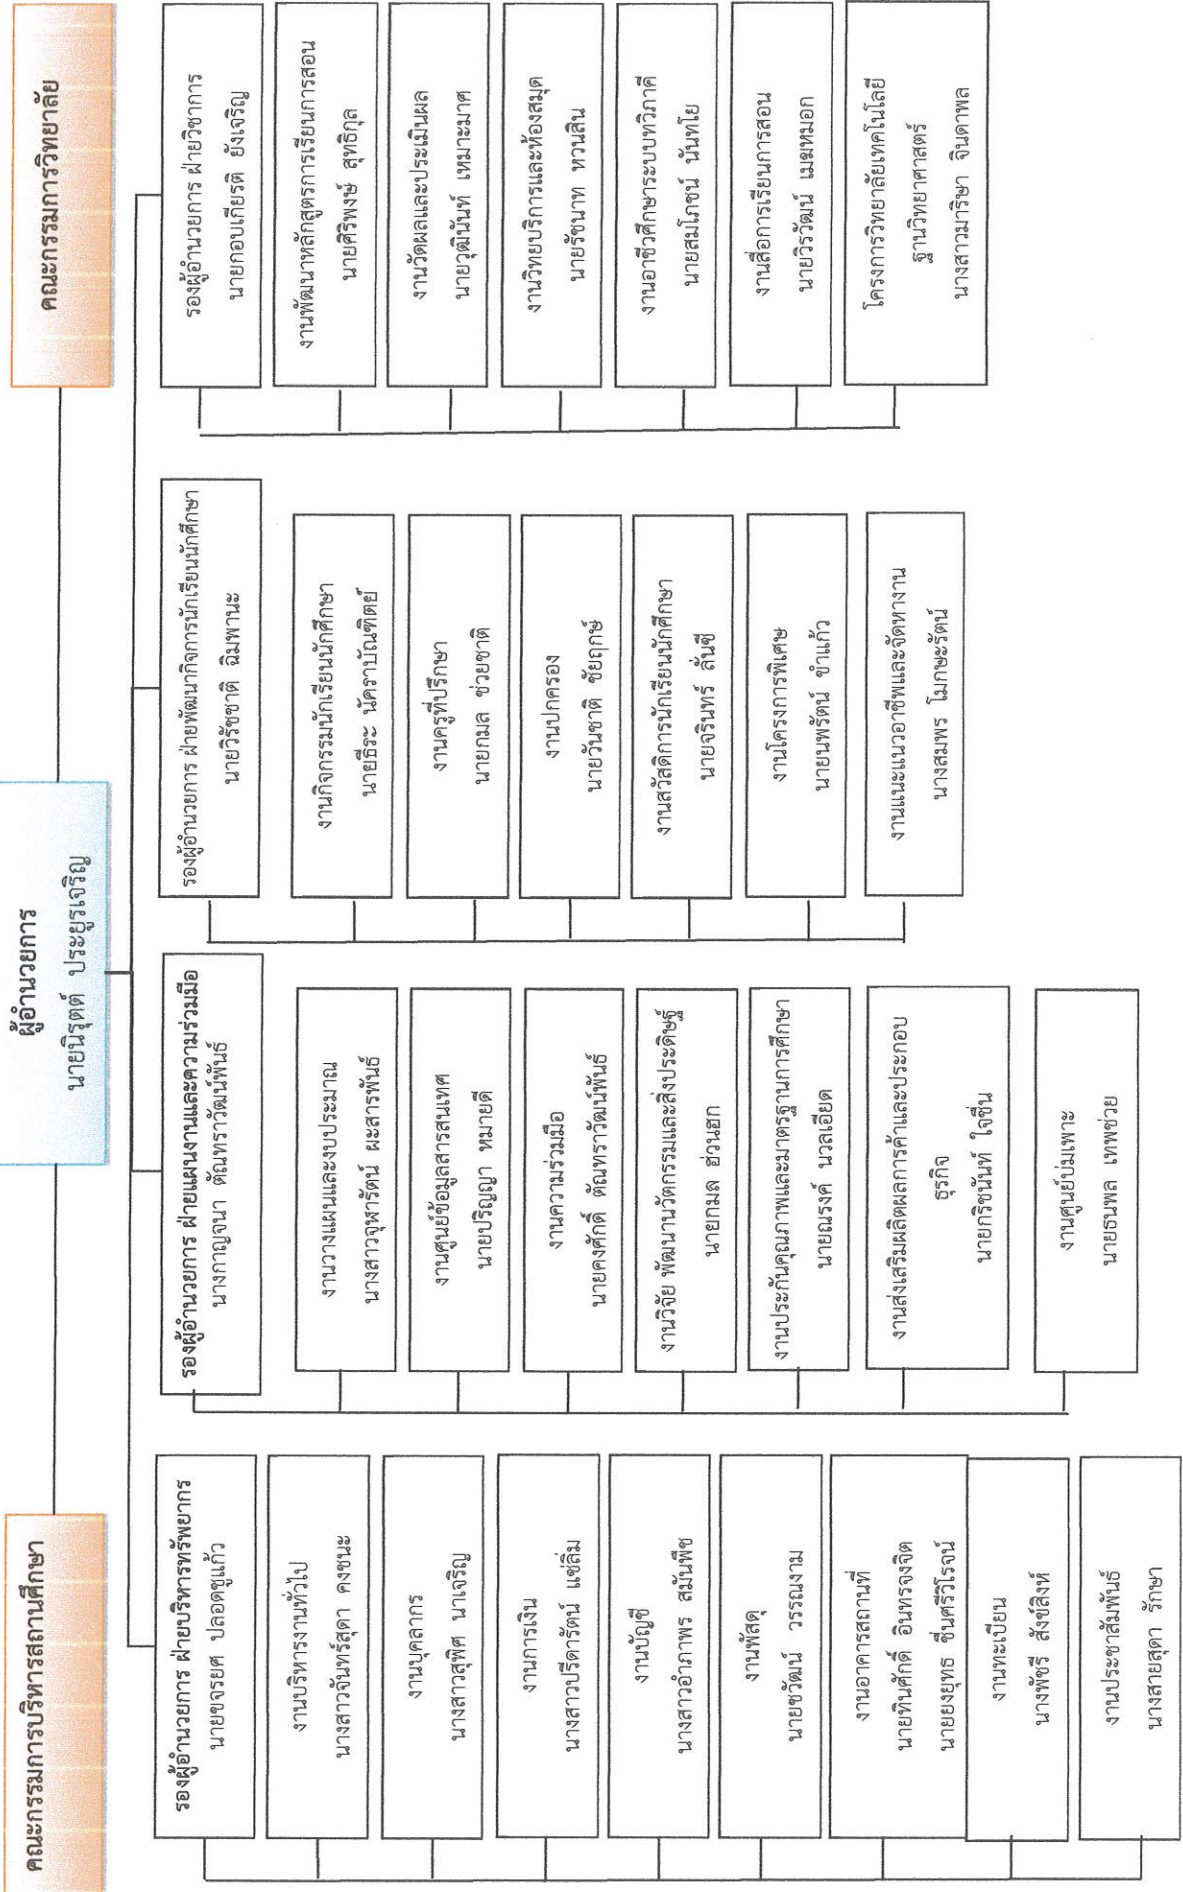 คณะกรรมการบริหารสถานศึกษา
ผู้อำนวยการ
นายนิรุตต์ ประยูรเจริญ
คณะกรรมการวิทยาลัย
รองผู้อำนวยการ ฝ่ายบริหารทรัพยากร
นายขจรยศ ปลอดชูแก้ว
งานบริหารงานทั่วไป
นางสาวจันทร์สุดา คงชนะ
งานบุคลากร
นางสาวสุพิศ นาเจริญ
งานการเงิน
นางสาวปรีดารัตน์ แซ่ลิ่ม
งานบัญชี
นางสาวอำภาพร สมันพืช
งานพัสดุ
นายชวัฒน์ วรรณงาม
งานอาคารสถานที่
นายทินศักดิ์ อินทรจงจิต
นายยงยุทธ ชื่นศรีวิโรจน์
งานทะเบียน
นางพัชรี สังข์สิงห์
งานประชาสัมพันธ์
นางสายสุดา รักษา
รองผู้อำนวยการ ฝ่ายแผนงานและความร่วมมือ
นางกาญจนา ตัณทราวัฒน์พันธ์
งานวางแผนและงบประมาณ
นางสาวจุฬารัตน์ ผะสารพันธ์
งานศูนย์ข้อมูลสารสนเทศ
นายปริญญา หมายดี
งานความร่วมมือ
นายคงศักดิ์ ตัณทราวัฒน์พันธ์
งานวิจัย พัฒนานวัตกรรมและสิ่งประดิษฐ์
นายกมล ฮ่วนฮก
งานประกันคุณภาพและมาตรฐานการศึกษา
นายณรงค์ นวลเอียด
งานส่งเสริมผลิตผลการค้าและประกอบ
ธุรกิจ
นายกริชนันท์ ใจชื่น
งานศูนย์บ่มเพาะ
นายธนพล เทพช่วย
รองผู้อำนวยการ ฝ่ายพัฒนากิจการนักเรียนนักศึกษา
นายวิรัชชาติ ฉิมพานะ
งานกิจกรรมนักเรียนนักศึกษา
นายธีระ นัคราบัณฑิตย์
งานครูที่ปรึกษา
นายกมล ช่วยชาติ
งานปกครอง
นายวันชาติ ชัยฤกษ์
งานสวัสดิการนักเรียนนักศึกษา
นายจรินทร์ ลั่นซี
งานโครงการพิเศษ
นายนพรัตน์ ขำแก้ว
งานแนะแนวอาชีพและจัดหางาน
นางสมพร โมกษะรัตน์
รองผู้อำนวยการ ฝ่ายวิชาการ
นายกอบเกียรติ ยังเจริญ
งานพัฒนาหลักสูตรการเรียนการสอน
นายศิริพงษ์ สุทธิกุล
งานวัดผลและประเมินผล
นายวุฒินันท์ เหมาะมาศ
งานวิทยบริการและห้องสมุด
นายรัชนาท หวนสิน
งานอาชีวศึกษาระบบทวิภาคี
นายสมโภชน์ นันทโย
งานสื่อการเรียนการสอน
นายวิรวัฒน์ เมฆหมอก
โครงการวิทยาลัยเทคโนโลยี
ฐานวิทยาศาสตร์
นางสาวมาริษา จินดาพล